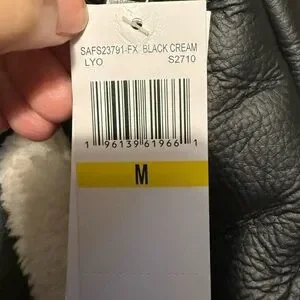 SAFS23791-FX BLACK CREAM
LYO S2710
1 96139 61966 1
M